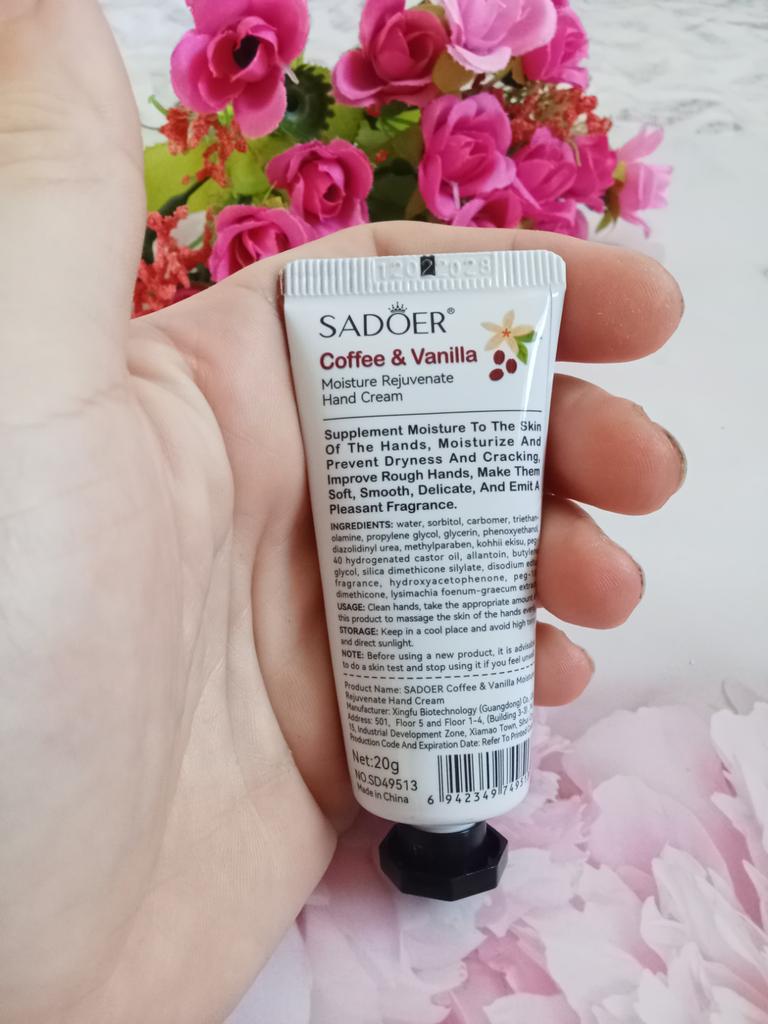 SADOER®
Coffee & Vanilla
Moisture Rejuvenate
Hand Cream
Supplement Moisture To The Skin
Of The Hands, Moisturize And
Prevent Dryness And Cracking,
Improve Rough Hands, Make Them
Soft, Smooth, Delicate, And Emit A
Pleasant Fragrance.
INGREDIENTS: water, sorbitol, carbomer, triethan-
olamine, propylene glycol, glycerin, phenoxyethanol,
diazolidinyl urea, methylparaben, kohhii ekisu, peg-
40 hydrogenated castor oil, allantoin, butylene
glycol, silica dimethicone silylate, disodium
fragrance, hydroxyacetophenone,
dimethicone, lysimachia foenum-graecum
USAGE: Clean hands, take the appropriate amount
this product to massage the skin of the hands
STORAGE: Keep in a cool place and avoid high
and direct sunlight.
NOTE: Before using a new product, it is
to do a skin test and stop using it if you feel
Product Name: SADOER Coffee & Vanilla
Rejuvenate Hand Cream
Manufacturer: Xingfu Biotechnology (Guangdong) Co.
Address: 501, Floor 5 and Floor 1-4, (Building
15, Industrial Development Zone, Xiamao Town,
Production Code And Expiration Date: Refer To Printed
Net:20g
NO.SD49513
Made in China
6 942349